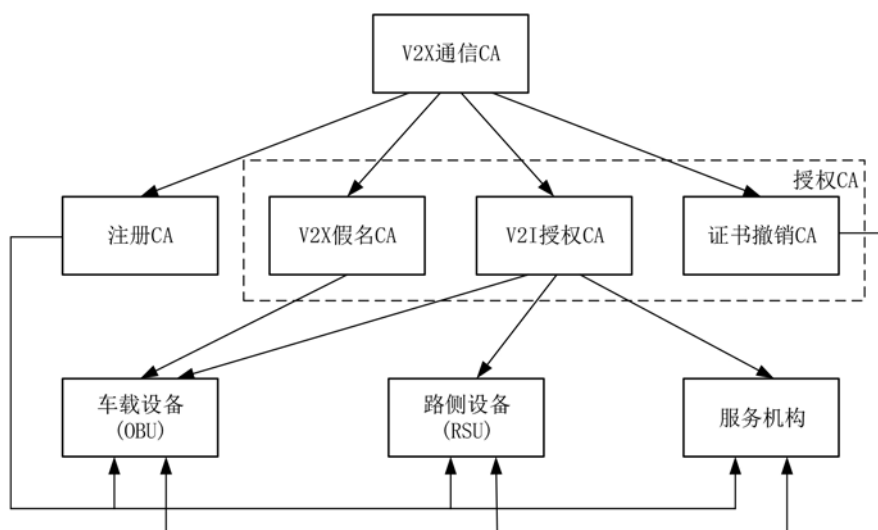 V2X通信CA
授权CA
注册CA
V2X假名CA
V2I授权CA
证书撤销CA
车载设备
(OBU)
路侧设备
(RSU)
服务机构